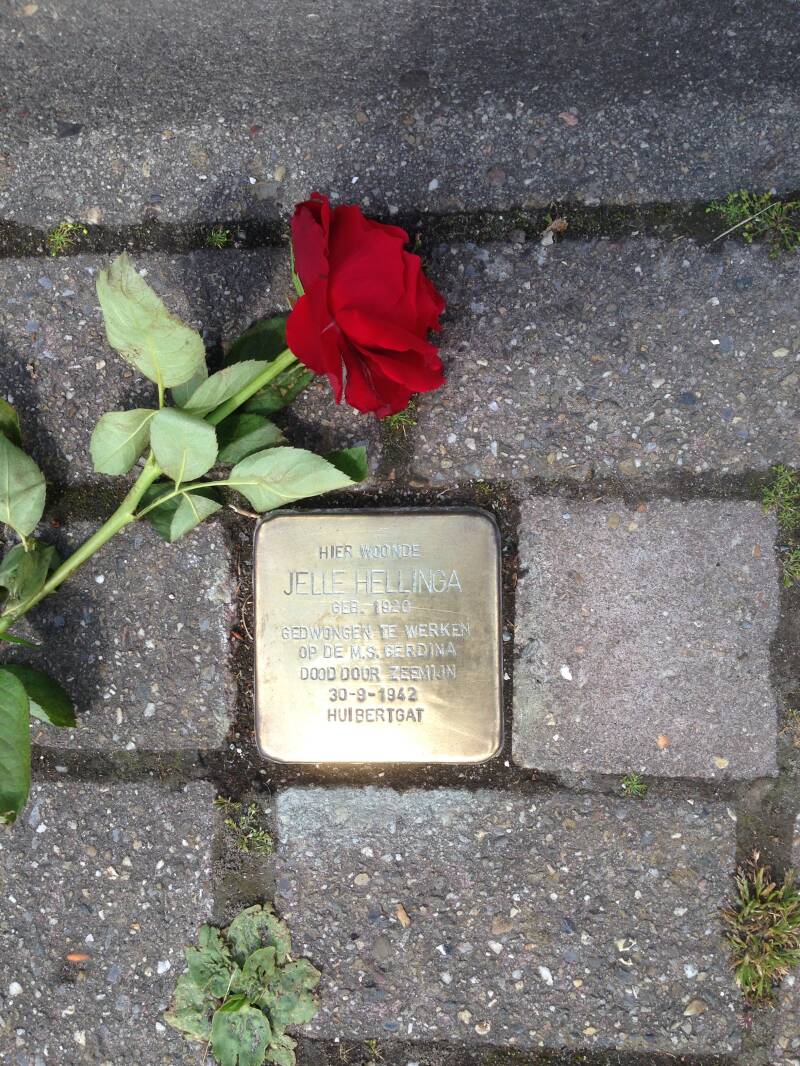 HIER WOONDE
JELLE HELLINGA
GEB. 1920
GEDWONGEN TE WERKEN
OP DE M.S. GERDINA
DOOD DOOR ZEEMIJN
30-9-1942
HUIBERTGAT